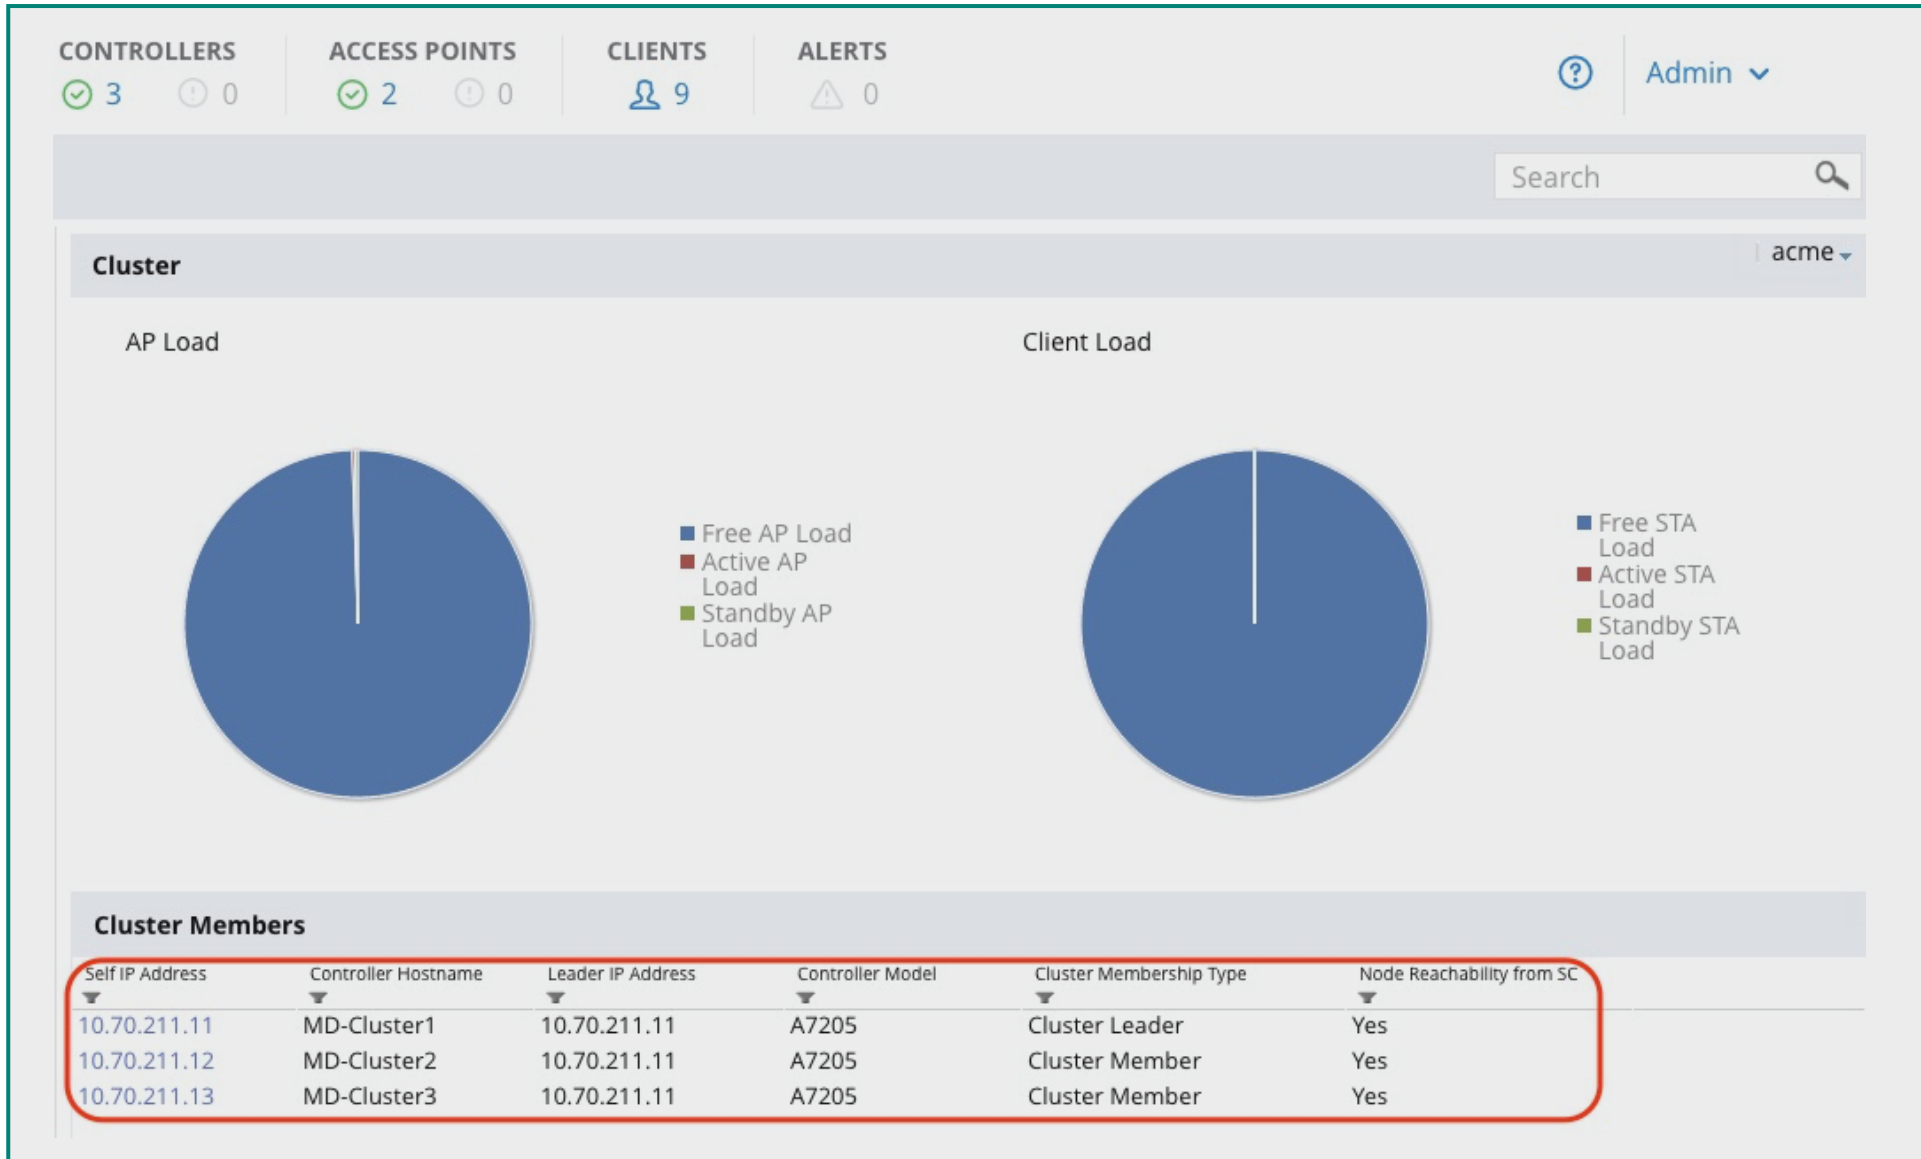 CONTROLLERS ACCESS POINTS CLIENTS ALERTS
3 0 2 0 9 0
? Admin
Search
Cluster acme
AP Load Client Load
Free AP Load
Active AP
Load
Standby AP
Load
Free STA
Load
Active STA
Load
Standby STA
Load
Cluster Members
Self IP Address Controller Hostname Leader IP Address Controller Model Cluster Membership Type Node Reachability from SC
10.70.211.11 MD-Cluster1 10.70.211.11 A7205 Cluster Leader Yes
10.70.211.12 MD-Cluster2 10.70.211.11 A7205 Cluster Member Yes
10.70.211.13 MD-Cluster3 10.70.211.11 A7205 Cluster Member Yes